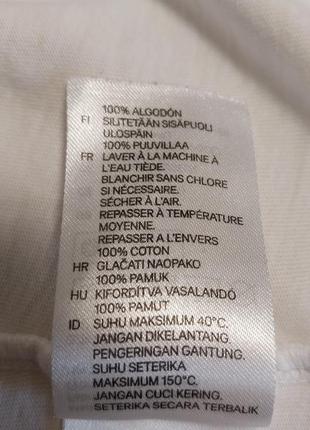 100% ALGODÓN
FI SILITETÄÄN SISÄPUOLI
ULOSPÄIN
100% PUUVILLAA
FR LAVER À LA MACHINE À
L'EAU TIÈDE.
BLANCHIR SANS CHLORE
SI NÉCESSAIRE.
SÉCHER À L'AIR.
REPASSER À TEMPÉRATURE
MOYENNE.
REPASSER A L'ENVERS
100% COTON
HR GLAČATI NAOPAKO
100% PAMUK
HU KIFORDÍTVA VASALANDÓ
100% PAMUT
ID SUHU MAKSIMUM 40°C.
JANGAN DIKELANTANG.
PENGERINGAN GANTUNG.
SUHU SETERIKA
MAKSIMUM 150°C.
JANGAN CUCI KERING.
SETERIKA SECARA TERBALIK